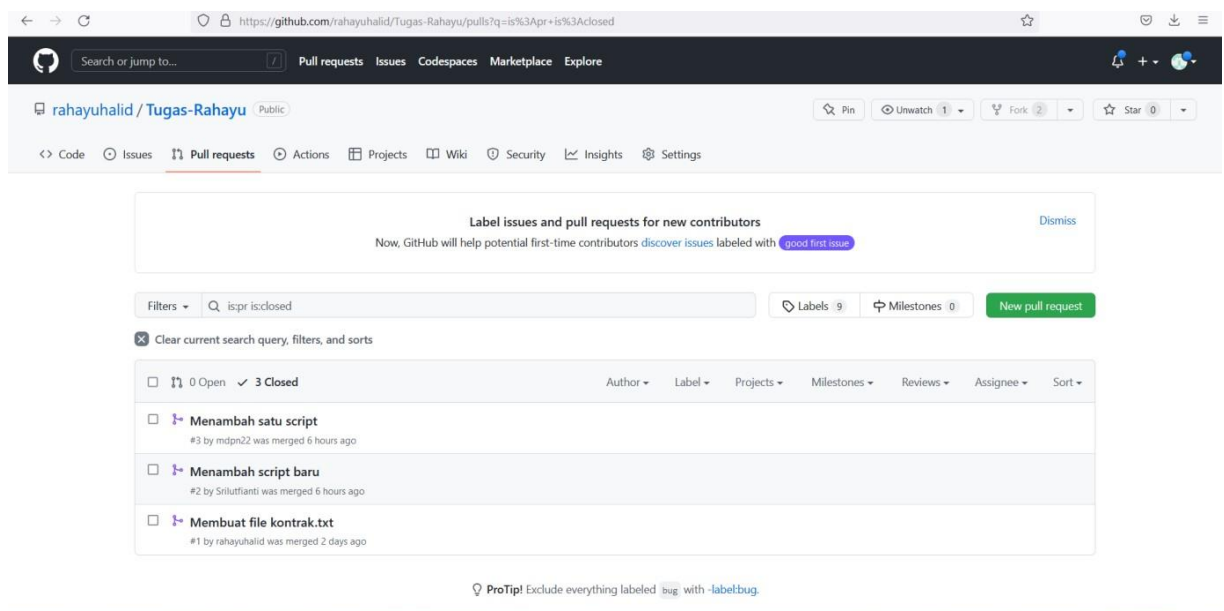 https://github.com/rahayuhalid/Tugas-Rahayu/pulls?q=is%3Apr+is%3Aclosed
Search or jump to... / Pull requests Issues Codespaces Marketplace Explore
rahayuhalid / Tugas-Rahayu Public Pin Unwatch 1 Fork 2 Star 0
<> Code Issues Pull requests Actions Projects Wiki Security Insights Settings
Label issues and pull requests for new contributors Dismiss
Now, GitHub will help potential first-time contributors discover issues labeled with good first issue
Filters is:pr is:closed Labels 9 Milestones 0 New pull request
Clear current search query, filters, and sorts
0 Open 3 Closed Author Label Projects Milestones Reviews Assignee Sort
Menambah satu script
#3 by mdpn22 was merged 6 hours ago
Menambah script baru
#2 by Srilutfianti was merged 6 hours ago
Membuat file kontrak.txt
#1 by rahayuhalid was merged 2 days ago
ProTip! Exclude everything labeled bug with -label:bug.